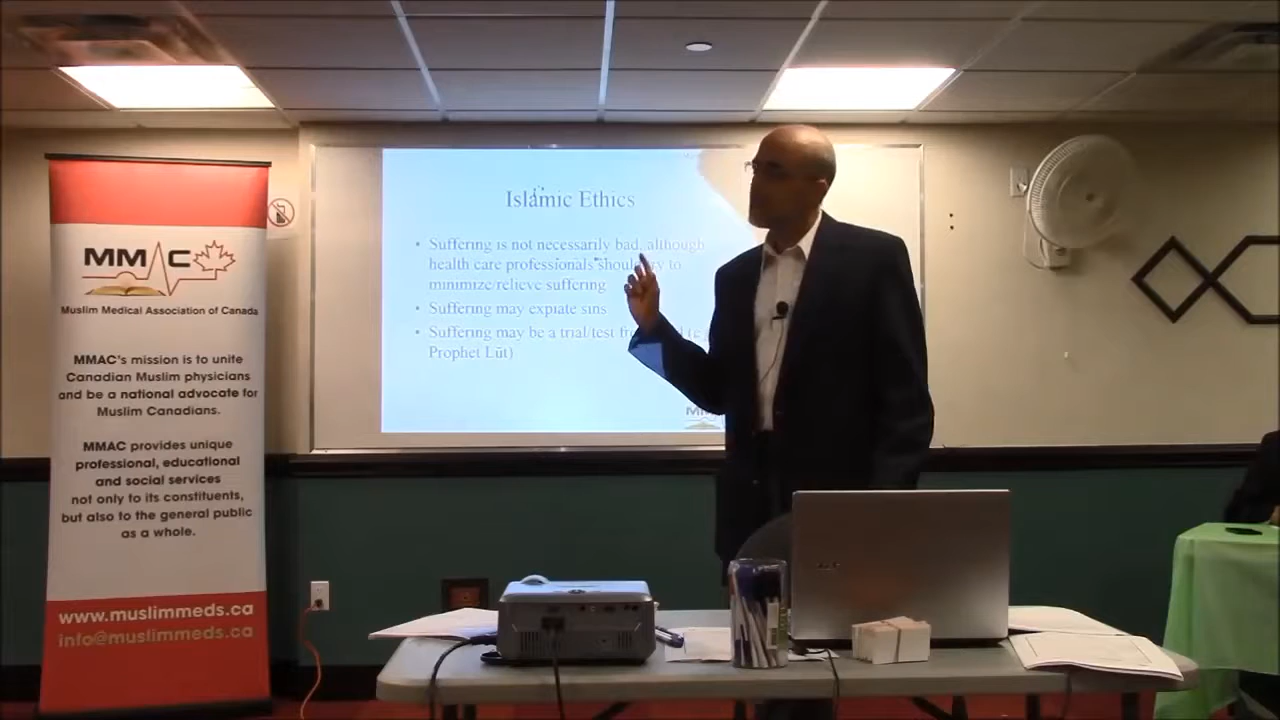 MMAC
Muslim Medical Association of Canada
MMAC's mission is to unite
Canadian Muslim physicians
and be a national advocate for
Muslim Canadians.
MMAC provides unique
professional, educational
and social services
not only to its constituents,
but also to the general public
as a whole.
www.muslimmeds.ca
info@muslimmeds.ca
Islamic Ethics
• Suffering is not necessarily bad, although
health care professionals should try to
minimize relieve suffering
• Suffering may expiate sins
• Suffering may be a trial/test
Prophet Lūt)
acer